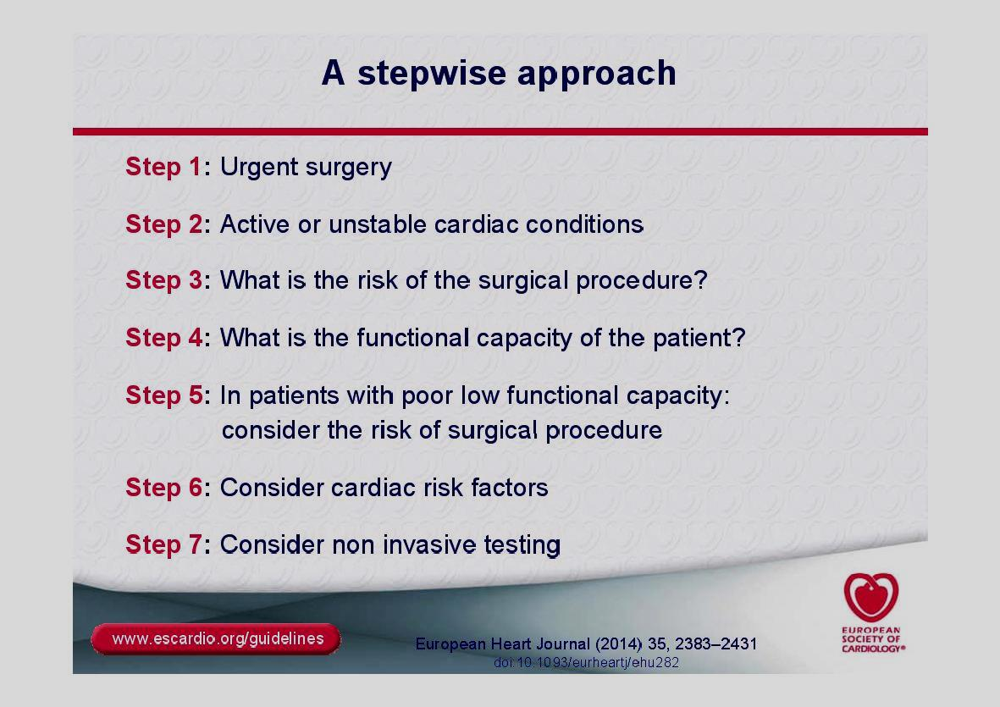 A stepwise approach
Step 1: Urgent surgery
Step 2: Active or unstable cardiac conditions
Step 3: What is the risk of the surgical procedure?
Step 4: What is the functional capacity of the patient?
Step 5: In patients with poor low functional capacity:
consider the risk of surgical procedure
Step 6: Consider cardiac risk factors
Step 7: Consider non invasive testing
www.escardio.org/guidelines
European Heart Journal (2014) 35, 2383–2431
doi:10.1093/eurheartj/ehu282
EUROPEAN
SOCIETY OF
CARDIOLOGY®